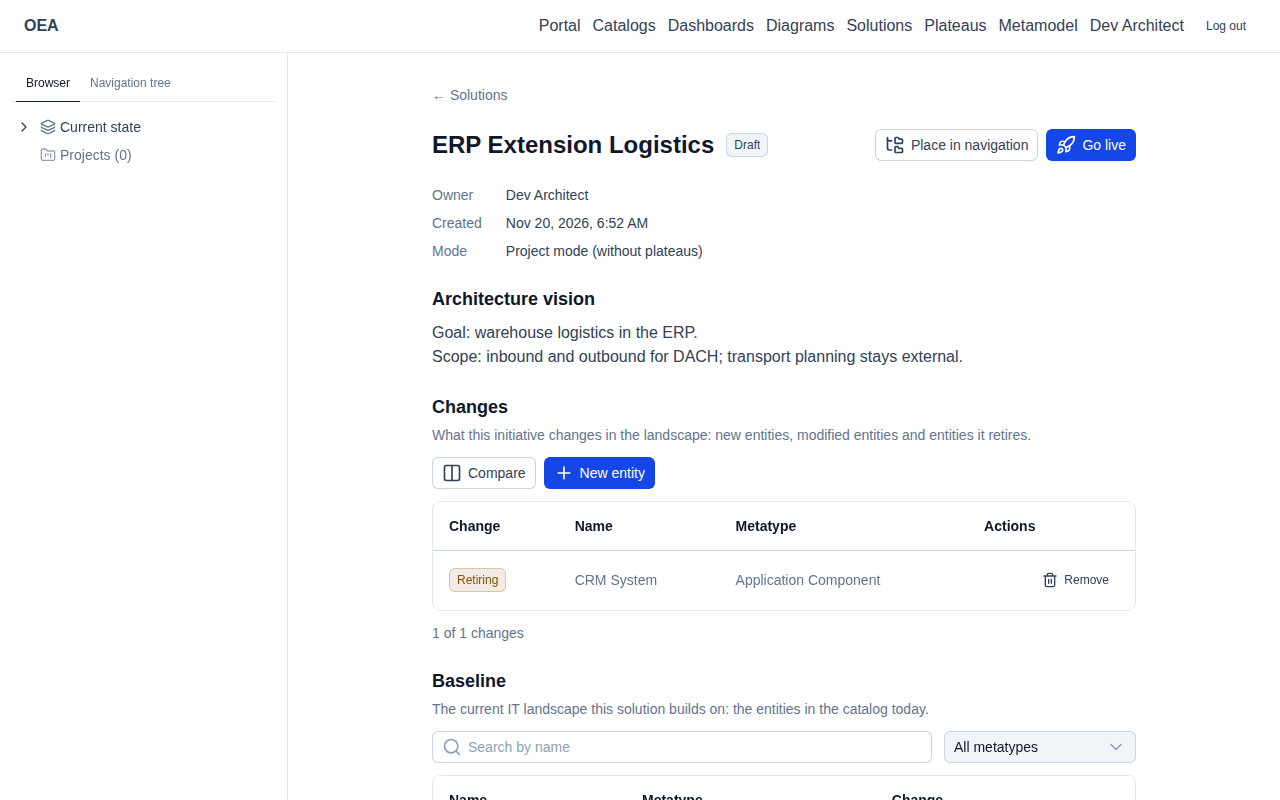 OEA
Portal Catalogs Dashboards Diagrams Solutions Plateaus Metamodel Dev Architect Log out
Browser Navigation tree
Current state
Projects (0)
← Solutions
ERP Extension Logistics Draft Place in navigation Go live
Owner Dev Architect
Created Nov 20, 2026, 6:52 AM
Mode Project mode (without plateaus)
Architecture vision
Goal: warehouse logistics in the ERP.
Scope: inbound and outbound for DACH; transport planning stays external.
Changes
What this initiative changes in the landscape: new entities, modified entities and entities it retires.
Compare New entity
Change Name Metatype Actions
Retiring CRM System Application Component Remove
1 of 1 changes
Baseline
The current IT landscape this solution builds on: the entities in the catalog today.
Search by name All metatypes
Name Metatype Change